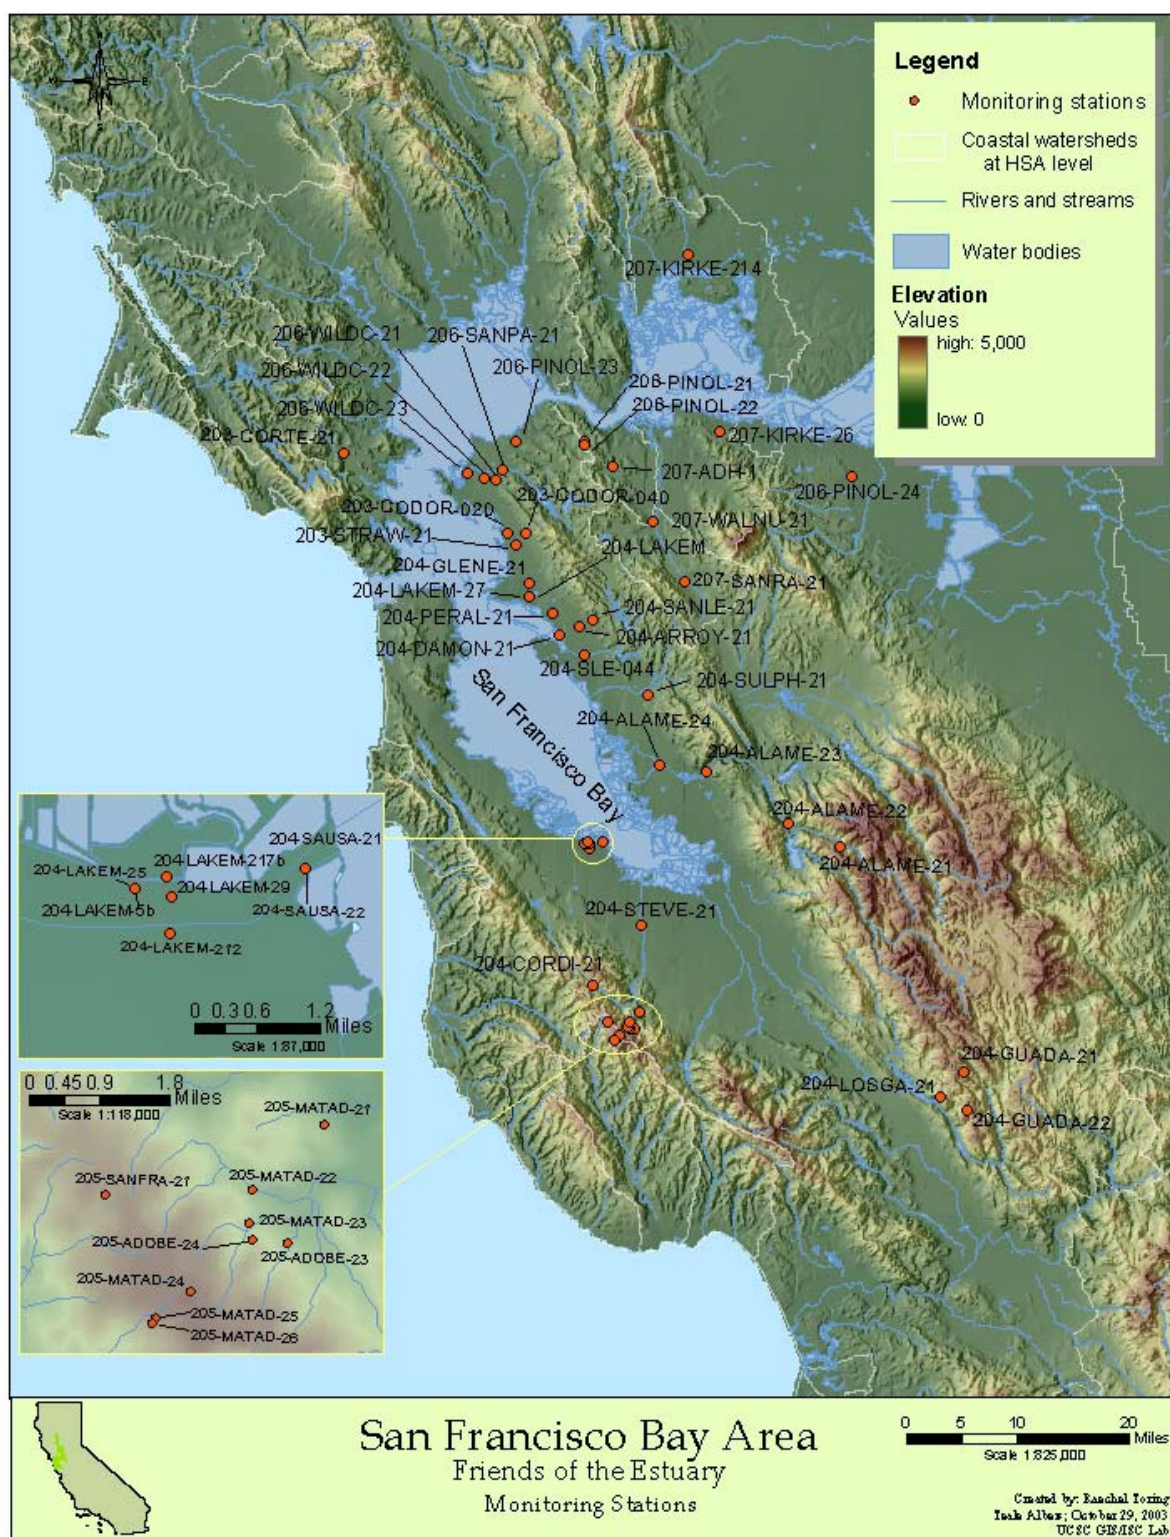 Legend
Monitoring stations
Coastal watersheds
at HSA level
Rivers and streams
Water bodies
Elevation
Values
high: 5,000
low: 0
207-KIRKE-214
206-WILDC-21
206-SANPA-21
206-WILDC-22
206-PINOL-23
206-PINOL-21
206-WILDC-23
206-PINOL-22
203-CORTE-21
207-KIRKE-26
207-ADH-1
206-PINOL-24
203-CODOR-020
203-CODOR-040
207-WALNU-21
203-STRAW-21
204-LAKEM
204-GLENE-21
207-SANRA-21
204-LAKEM-27
204-SANLE-21
204-PERAL-21
204-ARROY-21
204-DAMON-21
204-SLE-044
204-SULPH-21
San Francisco Bay
204-ALAME-24
204-ALAME-23
204-ALAME-22
204-ALAME-21
204-STEVE-21
204-CORDI-21
204-GUADA-21
204-LOSGA-21
204-GUADA-22
204-SAUSA-21
204-LAKEM-217b
204-LAKEM-25
204-LAKEM-29
204-LAKEM-5b
204-SAUSA-22
204-LAKEM-212
0 0.3 0.6 1.2
Miles
Scale 1:87,000
0 0.45 0.9 1.8
Miles
Scale 1:118,000
205-MATAD-21
205-SANFRA-21
205-MATAD-22
205-MATAD-23
205-ADOBE-24
205-ADOBE-23
205-MATAD-24
205-MATAD-25
205-MATAD-26
San Francisco Bay Area
Friends of the Estuary
Monitoring Stations
0 5 10 20
Miles
Scale 1:825,000
Created by:
October 29, 2003
UCSC GIS/ISC Lab